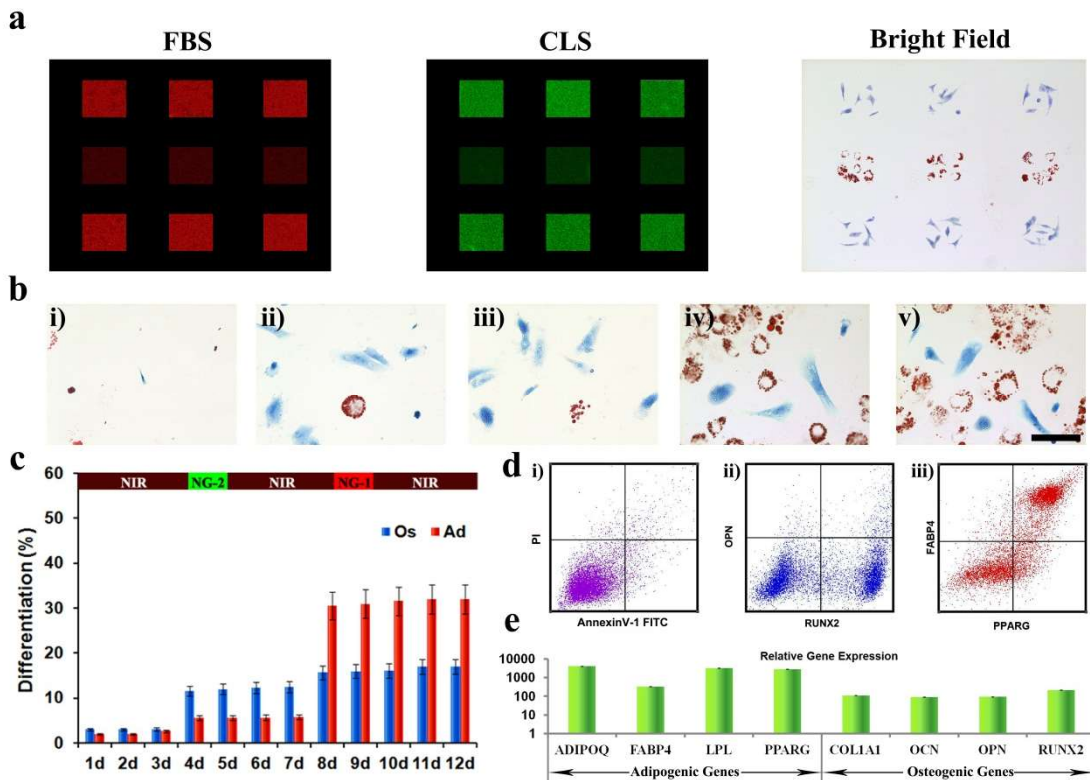 a
FBS CLS Bright Field
b
i) ii) iii) iv) v)
c
60
50
40
30
20
10
0
Differentiation (%)
NIR NG-2 NIR NG-1 NIR
Os Ad
1d 2d 3d 4d 5d 6d 7d 8d 9d 10d 11d 12d
d
i) ii) iii)
PI
AnnexinV-1 FITC
OPN
RUNX2
FABP4
PPARG
e
Relative Gene Expression
10000
1000
100
10
1
ADIPOQ FABP4 LPL PPARG COL1A1 OCN OPN RUNX2
Adipogenic Genes Osteogenic Genes